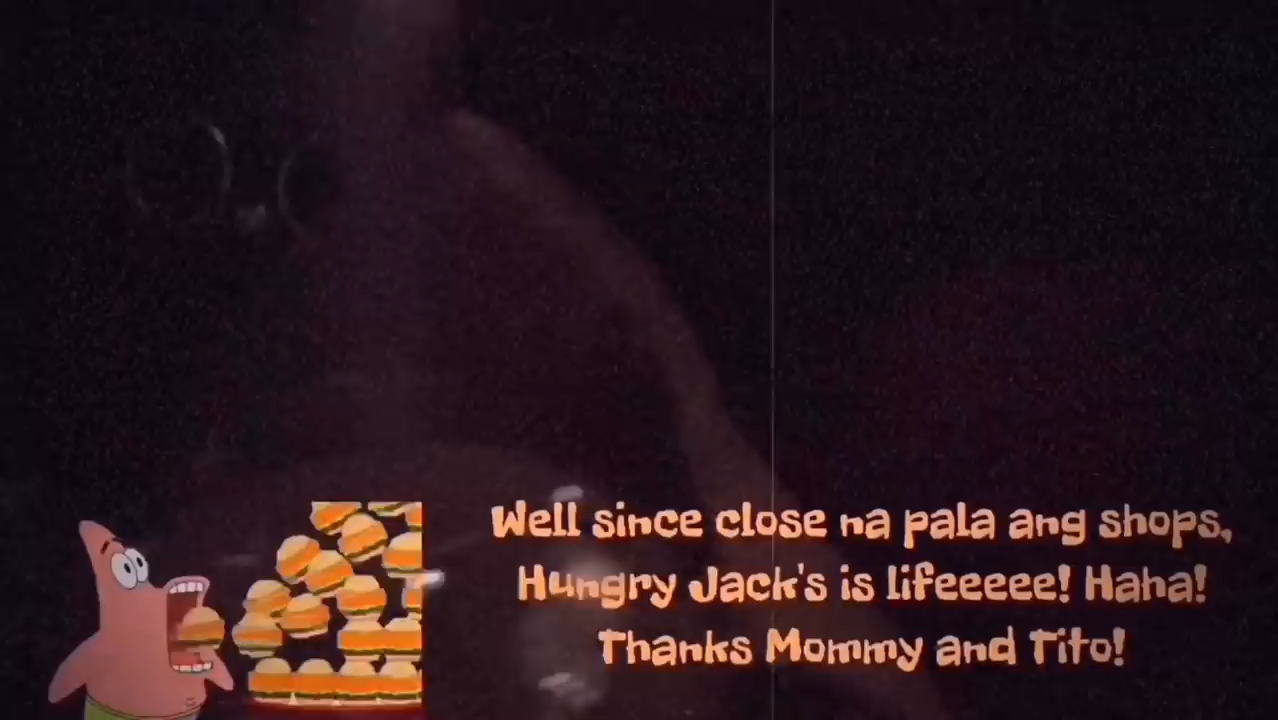 Well since close na pala ang shops,
Hungry Jack's is lifeeeee! Haha!
Thanks Mommy and Tito!